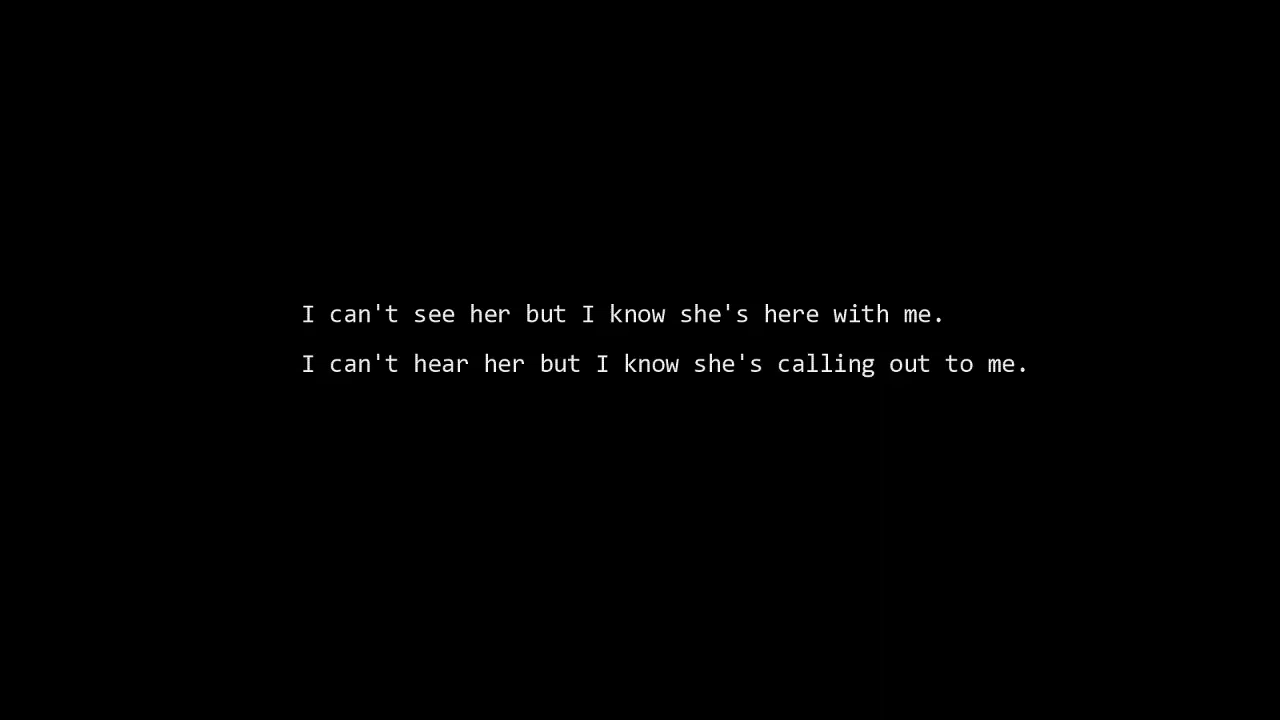 I can't see her but I know she's here with me.
I can't hear her but I know she's calling out to me.